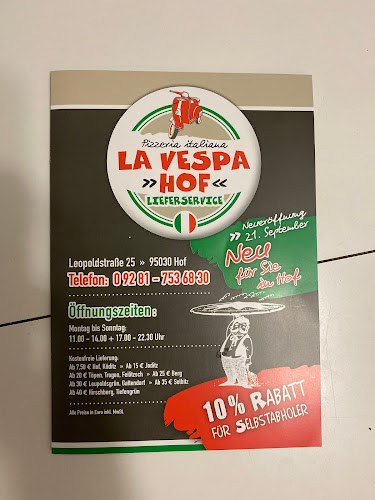 Pizzeria italiana
LA VESPA
»HOF«
LIEFERSERVICE
Neueröffnung
»» 21. September
Neu
für Sie
in Hof
Leopoldstraße 25 » 95030 Hof
Telefon: 0 92 81 – 753 68 30
Öffnungszeiten :
Montag bis Sonntag:
11.00 - 14.00 + 17.00 - 22.30 Uhr
Kostenfreie Lieferung:
Ab 7.50 € Hof, Köditz » Ab 15 € Joditz
Ab 20 € Töpen, Trogen, Feilitzsch » Ab 25 € Berg
Ab 30 € Leopoldsgrün, Gattendorf » Ab 35 € Selbitz
Ab 40 € Hirschberg, Tiefengrün
Alle Preise in Euro inkl. MwSt.
10% RABATT
FÜR SELBSTABHOLER